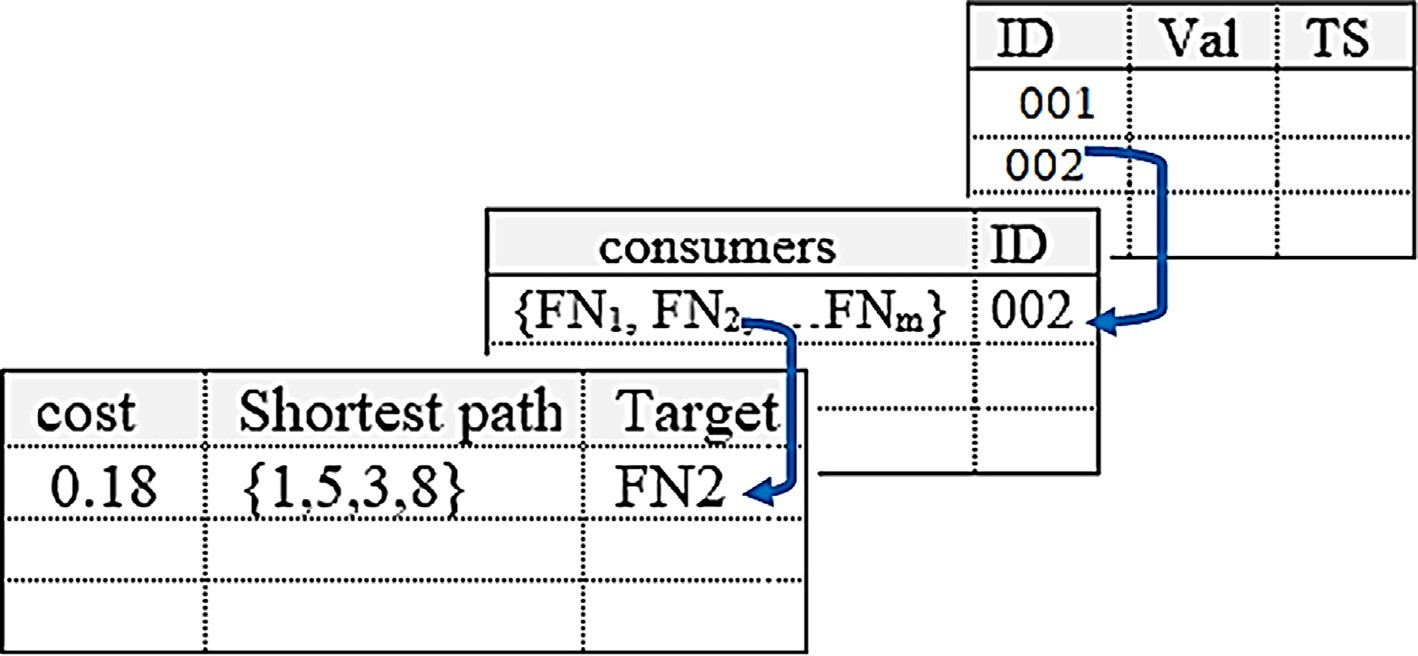 ID Val TS
001
002
consumers ID
{FN1, FN2, ...FNm} 002
cost Shortest path Target
0.18 {1,5,3,8} FN2